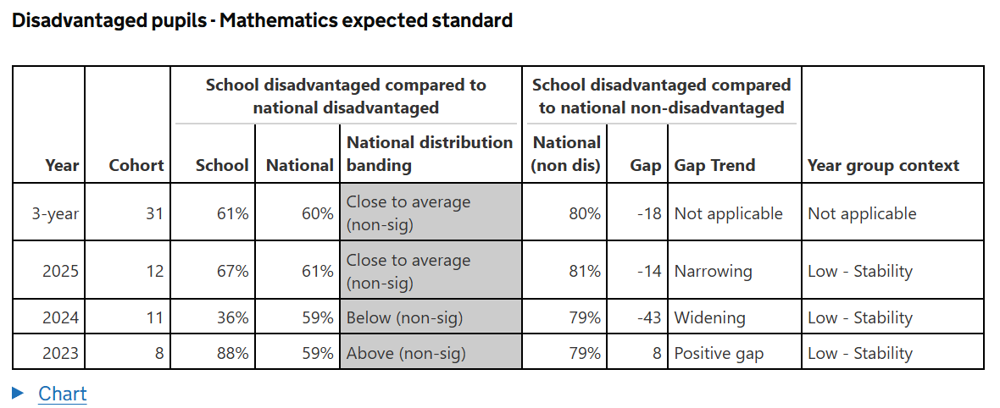 Disadvantaged pupils - Mathematics expected standard
School disadvantaged compared to national disadvantaged
School disadvantaged compared to national non-disadvantaged
Year Cohort School National National distribution banding National (non dis) Gap Gap Trend Year group context
3-year 31 61% 60% Close to average (non-sig) 80% -18 Not applicable Not applicable
2025 12 67% 61% Close to average (non-sig) 81% -14 Narrowing Low - Stability
2024 11 36% 59% Below (non-sig) 79% -43 Widening Low - Stability
2023 8 88% 59% Above (non-sig) 79% 8 Positive gap Low - Stability
Chart